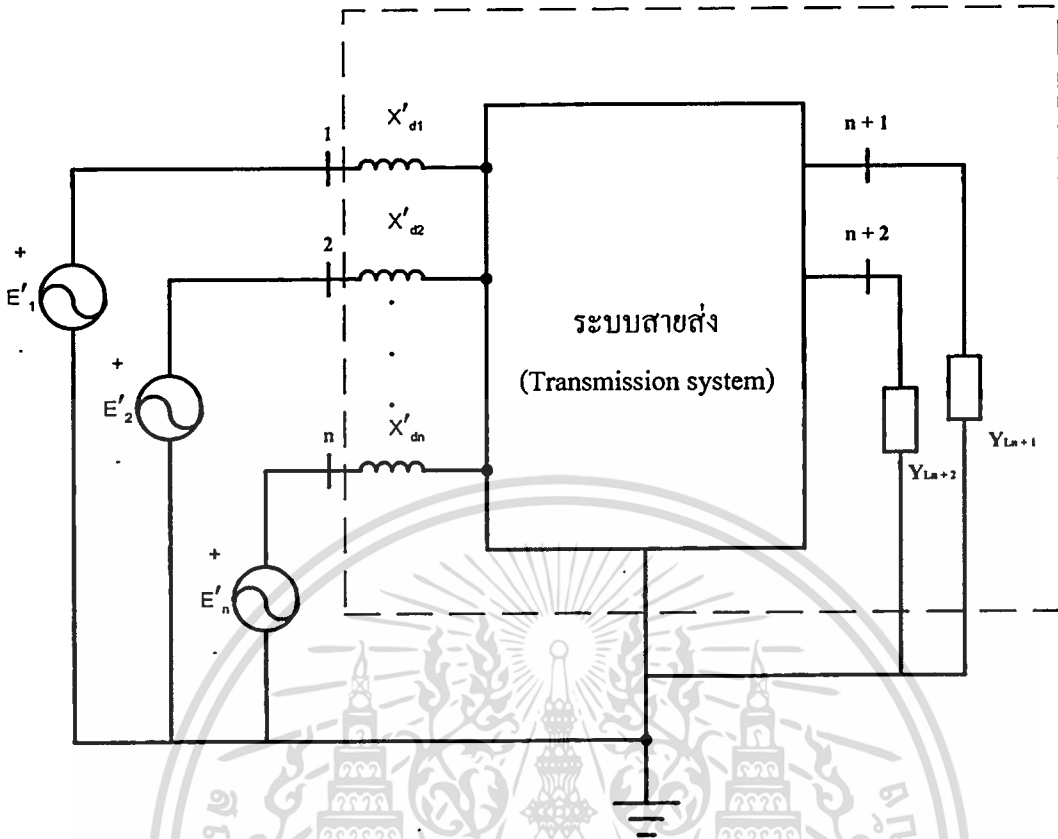 1
X'd1
n + 1
2
X'd2
n + 2
+
E'1
ระบบสายส่ง
(Transmission system)
+
E'2
n
X'dn
YLn + 1
YLn + 2
+
E'n